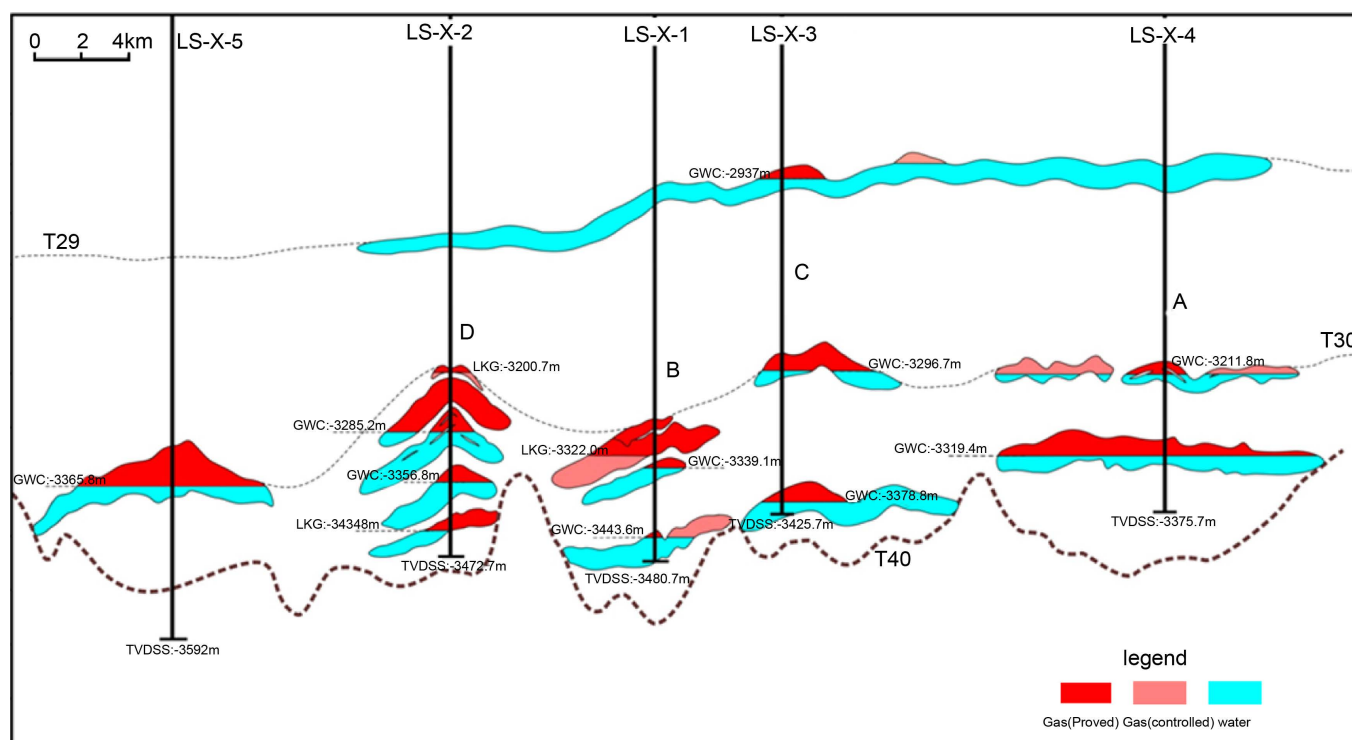 0 2 4km
LS-X-5
LS-X-2
LS-X-1
LS-X-3
LS-X-4
GWC:-2937m
T29
C
A
D
T30
LKG:-3200.7m
GWC:-3296.7m
GWC:-3211.8m
B
GWC:-3285.2m
LKG:-3322.0m
GWC:-3339.1m
GWC:-3319.4m
GWC:-3365.8m
GWC:-3356.8m
GWC:-3378.8m
LKG:-34348m
GWC:-3443.6m
TVDSS:-3425.7m
TVDSS:-3375.7m
T40
TVDSS:-3472.7m
TVDSS:-3480.7m
TVDSS:-3592m
legend
Gas(Proved) Gas(controlled) water